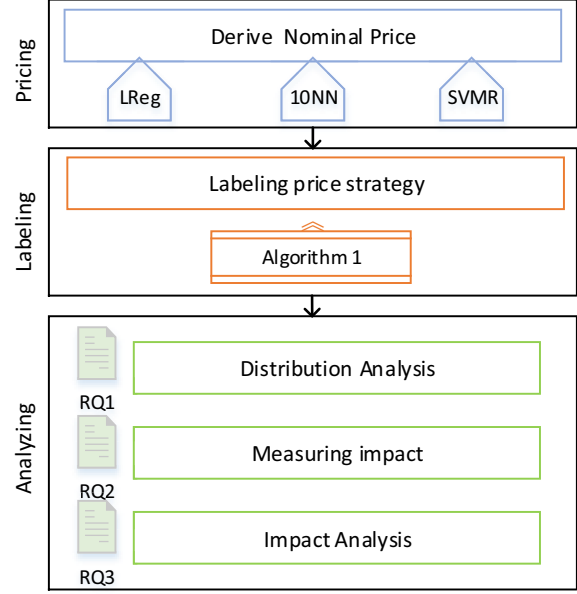 Pricing
Derive Nominal Price
LReg
10NN
SVMR
Labeling
Labeling price strategy
Algorithm 1
Analyzing
Distribution Analysis
RQ1
Measuring impact
RQ2
Impact Analysis
RQ3